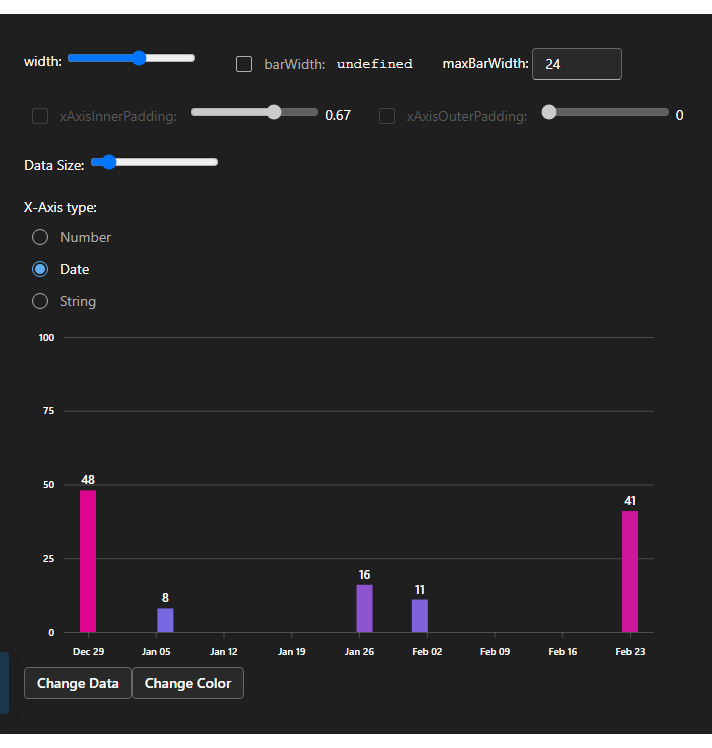 width: barWidth: undefined maxBarWidth: 24
xAxisInnerPadding: 0.67 xAxisOuterPadding: 0
Data Size:
X-Axis type:
Number
Date
String
100
75
50
25
0
48
8
16
11
41
Dec 29 Jan 05 Jan 12 Jan 19 Jan 26 Feb 02 Feb 09 Feb 16 Feb 23
Change Data Change Color